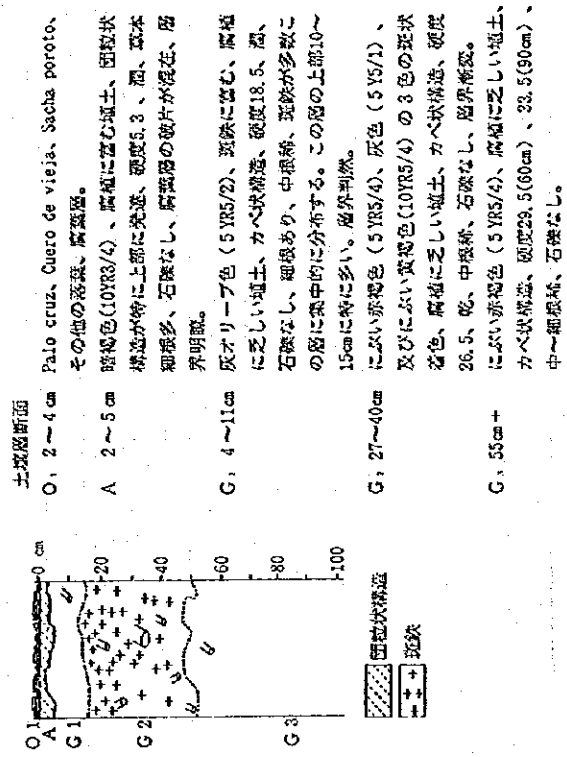 土壌層断面
O₁ 2〜4㎝ Palo cruz、Cuero de vieja、Sacha poroto、
その他の落葉、腐葉層。
A 2〜5㎝ 暗褐色(10YR3/4)、腐植に富む埴土、団粒状
構造が特に上部に発達、硬度5.3、潤、草本
細根多、石礫なし、腐葉層の破片が混在、層
界明瞭。
G₁ 4〜11㎝ 灰オリーブ色(5YR5/2)、斑鉄に富む、腐植
に乏しい埴土、カベ状構造、硬度18.5、潤、
石礫なし、細根あり、中根稀、斑鉄が多数こ
の層に集中的に分布する。この層の上部10〜
15㎝に特に多い。層界判然。
G₂ 27〜40㎝ にぶい赤褐色(5YR5/4)、灰色(5Y5/1)、
及びにぶい黄褐色(10YR5/4)の3色の斑状
着色、腐植に乏しい埴土、カベ状構造、硬度
26.5、乾、中根稀、石礫なし、層界漸変。
G₃ 55㎝+ にぶい赤褐色(5YR5/4)、腐植に乏しい埴土、
カベ状構造、硬度29.5(60㎝)、23.5(90㎝)、
中〜細根稀、石礫なし。
O1
A
G1
G2
G3
0 cm
20
40
60
80
100
団粒状構造
斑鉄